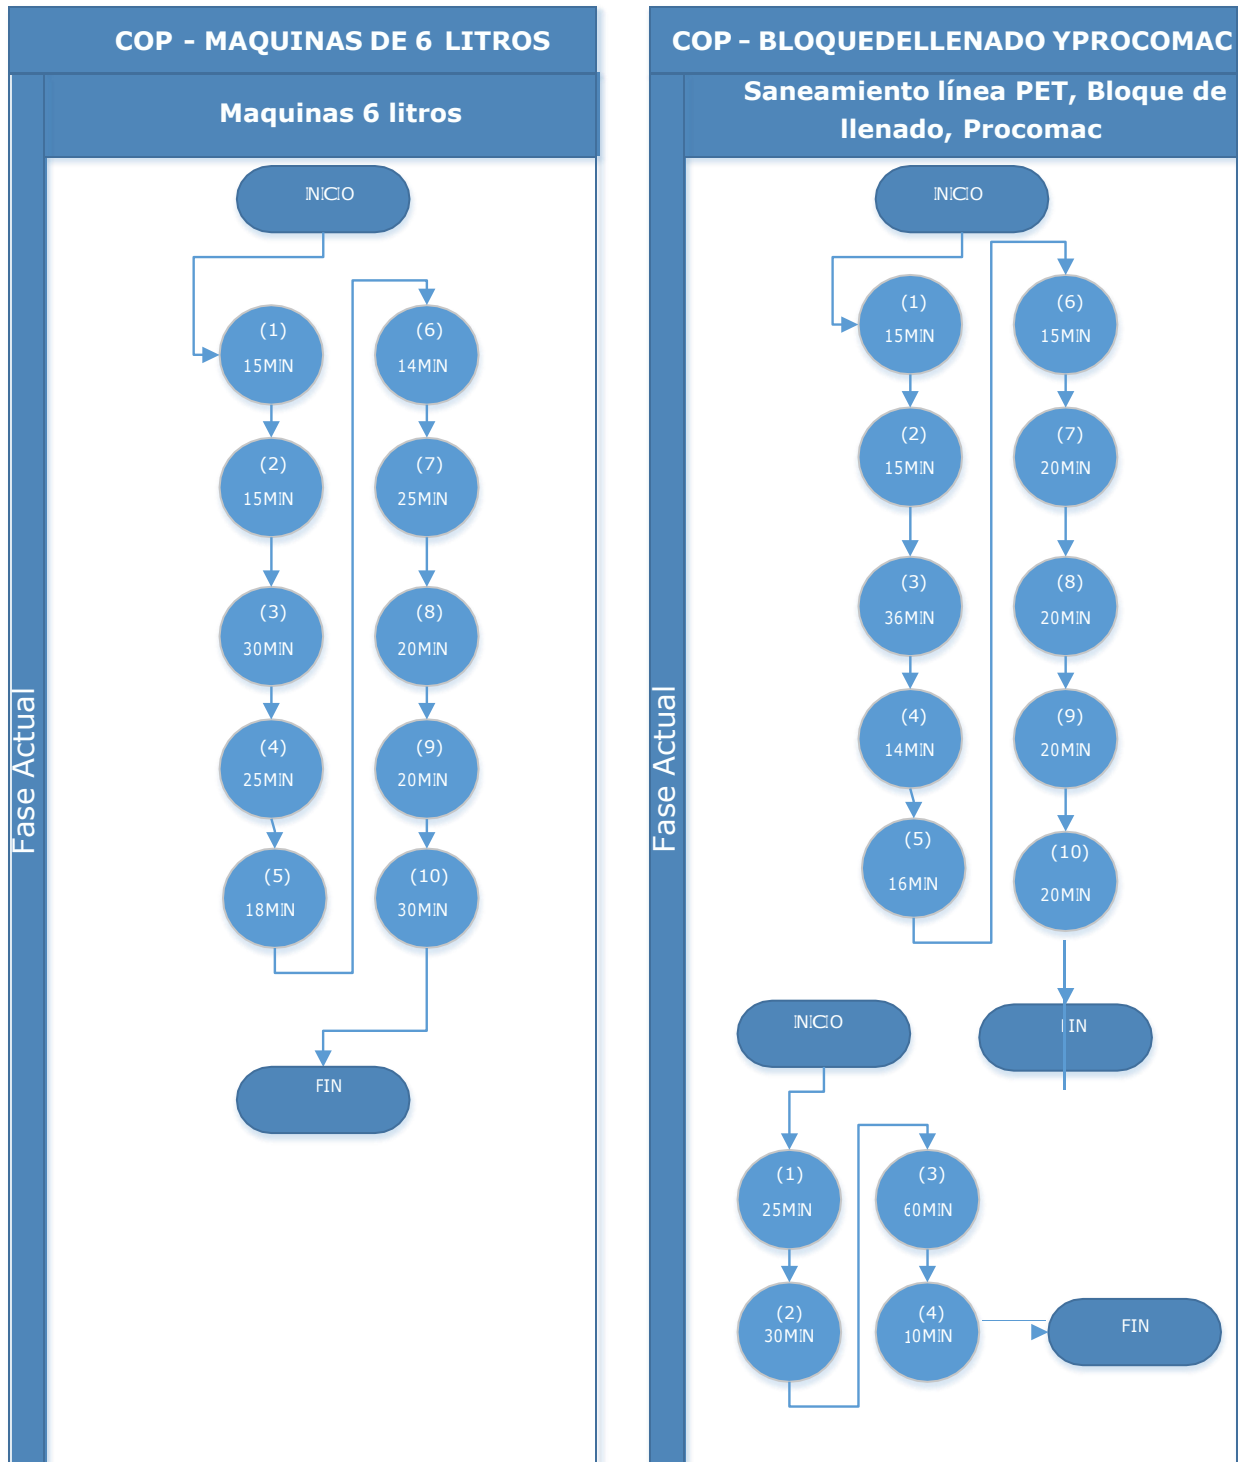 COP - MAQUINAS DE 6 LITROS
Maquinas 6 litros
Fase Actual
INICIO
(1)
15MIN
(2)
15MIN
(3)
30MIN
(4)
25MIN
(5)
18MIN
(6)
14MIN
(7)
25MIN
(8)
20MIN
(9)
20MIN
(10)
30MIN
FIN
COP – BLOQUEDELLENADO YPROCOMAC
Saneamiento línea PET, Bloque de
llenado, Procomac
Fase Actual
INICIO
(1)
15MIN
(2)
15MIN
(3)
36MIN
(4)
14MIN
(5)
16MIN
(6)
15MIN
(7)
20MIN
(8)
20MIN
(9)
20MIN
(10)
20MIN
FIN
INICIO
(1)
25MIN
(2)
30MIN
(3)
60MIN
(4)
10MIN
FIN